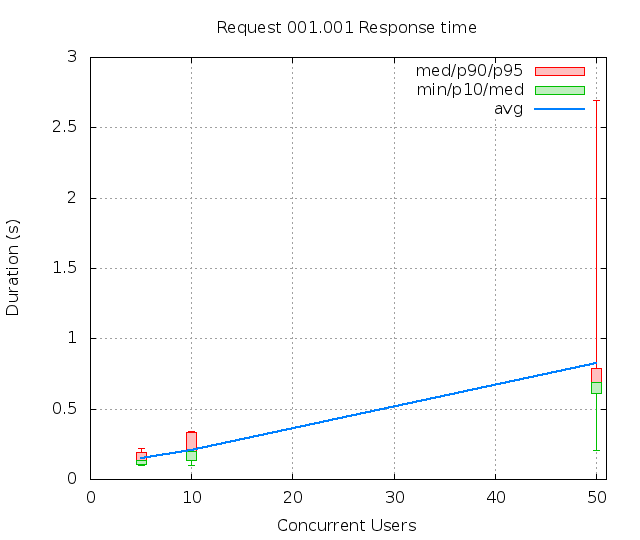 Request 001.001 Response time
3
2.5
2
1.5
1
0.5
0
med/p90/p95
min/p10/med
avg
Duration (s)
0 10 20 30 40 50
Concurrent Users